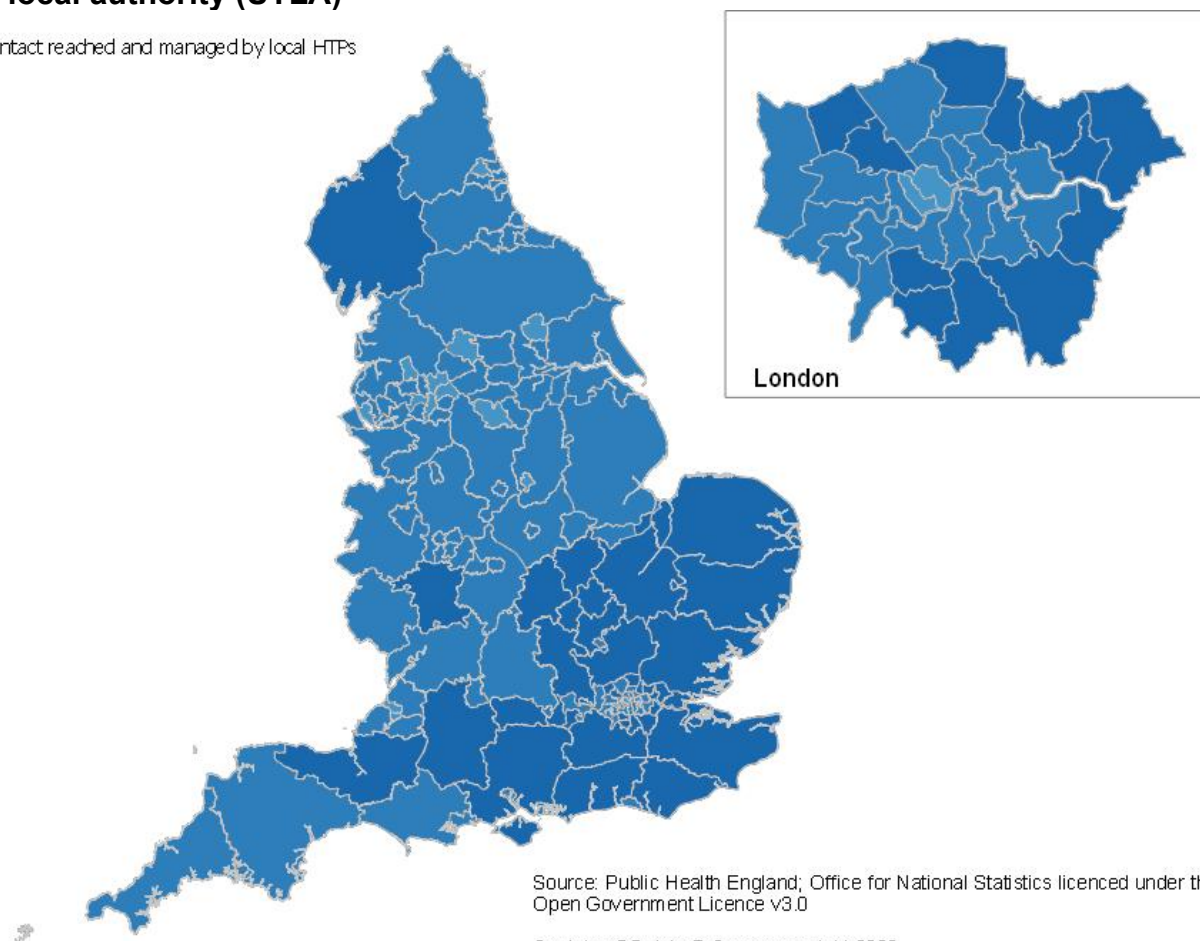 local authority (UTLA)
ntact reached and managed by local HTPs
London
Source: Public Health England; Office for National Statistics licenced under th
Open Government Licence v3.0